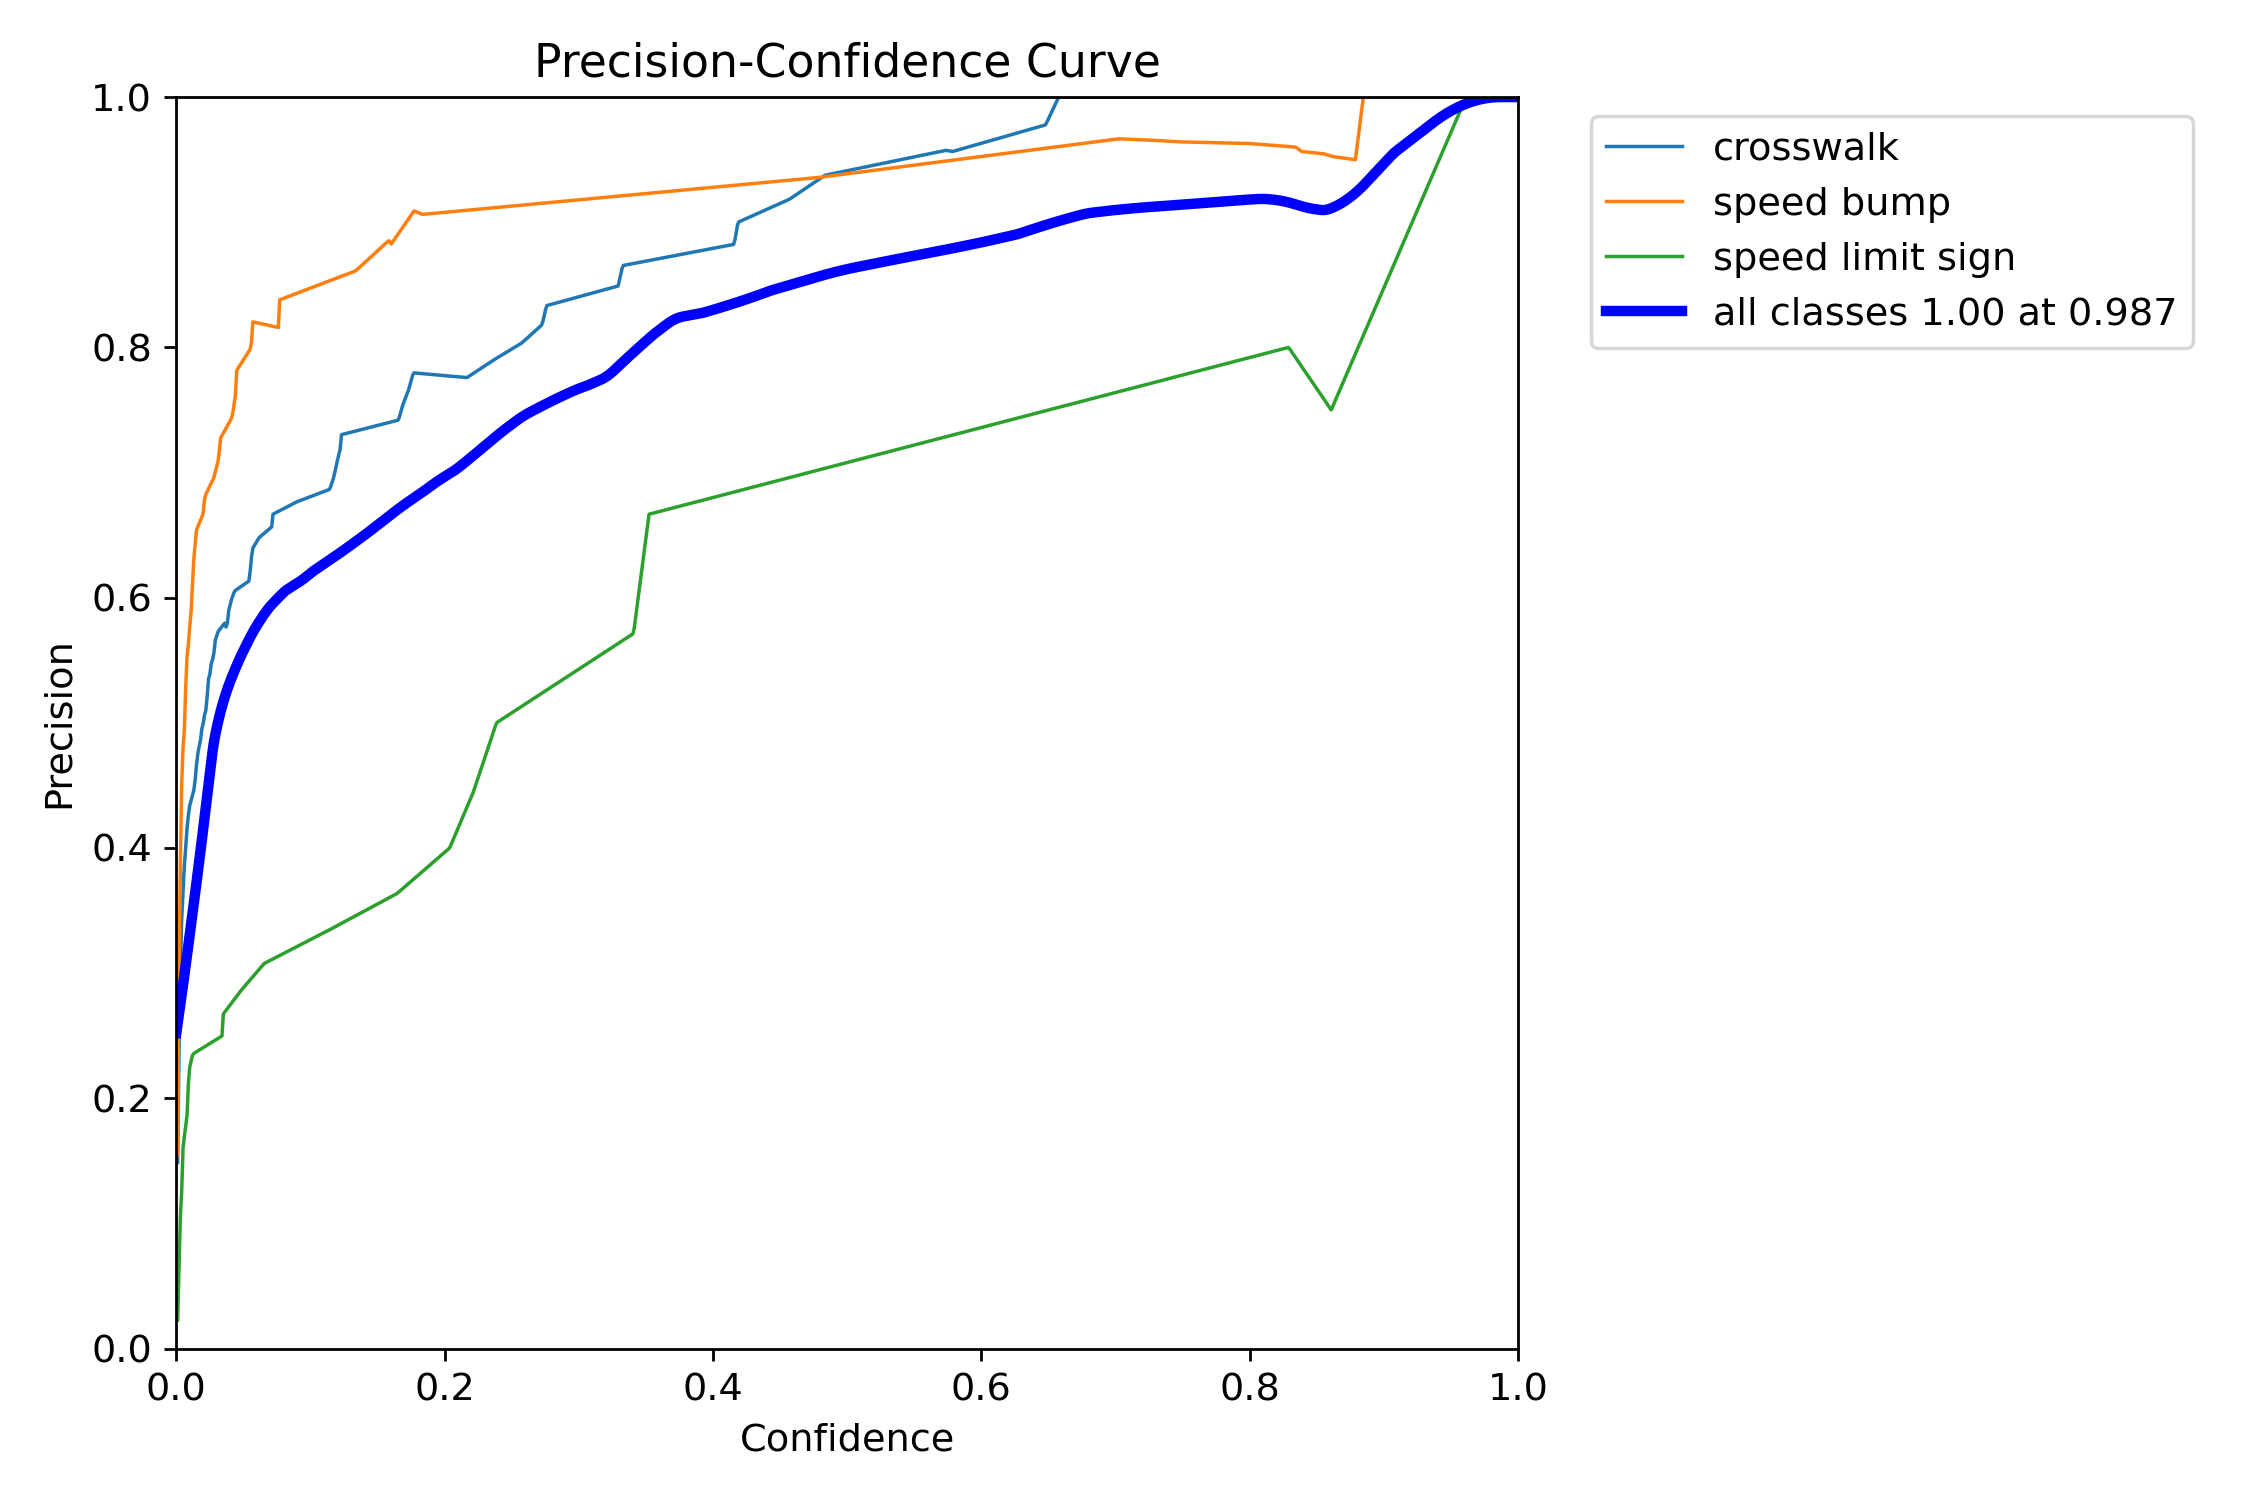 Precision-Confidence Curve
1.0
0.8
0.6
0.4
0.2
0.0
Precision
0.0 0.2 0.4 0.6 0.8 1.0
Confidence
crosswalk
speed bump
speed limit sign
all classes 1.00 at 0.987